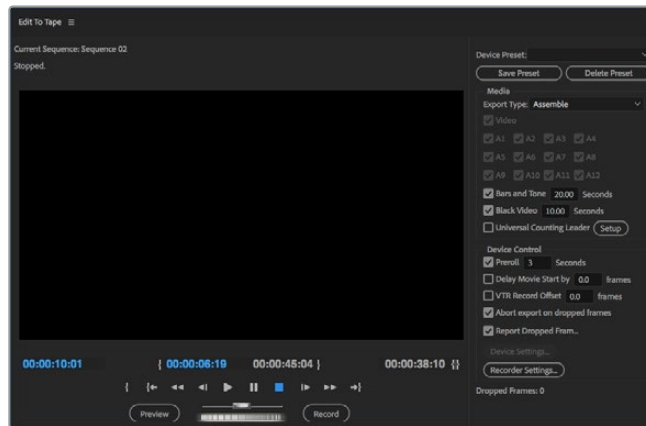 Edit To Tape
Current Sequence: Sequence 02
Stopped.
00:00:10:01
{ 00:00:06:19
00:00:45:04 }
00:00:38:10 {}
Preview
Record
Device Preset:
Save Preset Delete Preset
Media
Export Type: Assemble
Video
A1 A2 A3 A4
A5 A6 A7 A8
A9 A10 A11 A12
Bars and Tone 20.00 Seconds
Black Video 10.00 Seconds
Universal Counting Leader Setup
Device Control
Preroll 3 Seconds
Delay Movie Start by 0.0 frames
VTR Record Offset 0.0 frames
Abort export on dropped frames
Report Dropped Fram...
Device Settings...
Recorder Settings...
Dropped Frames: 0